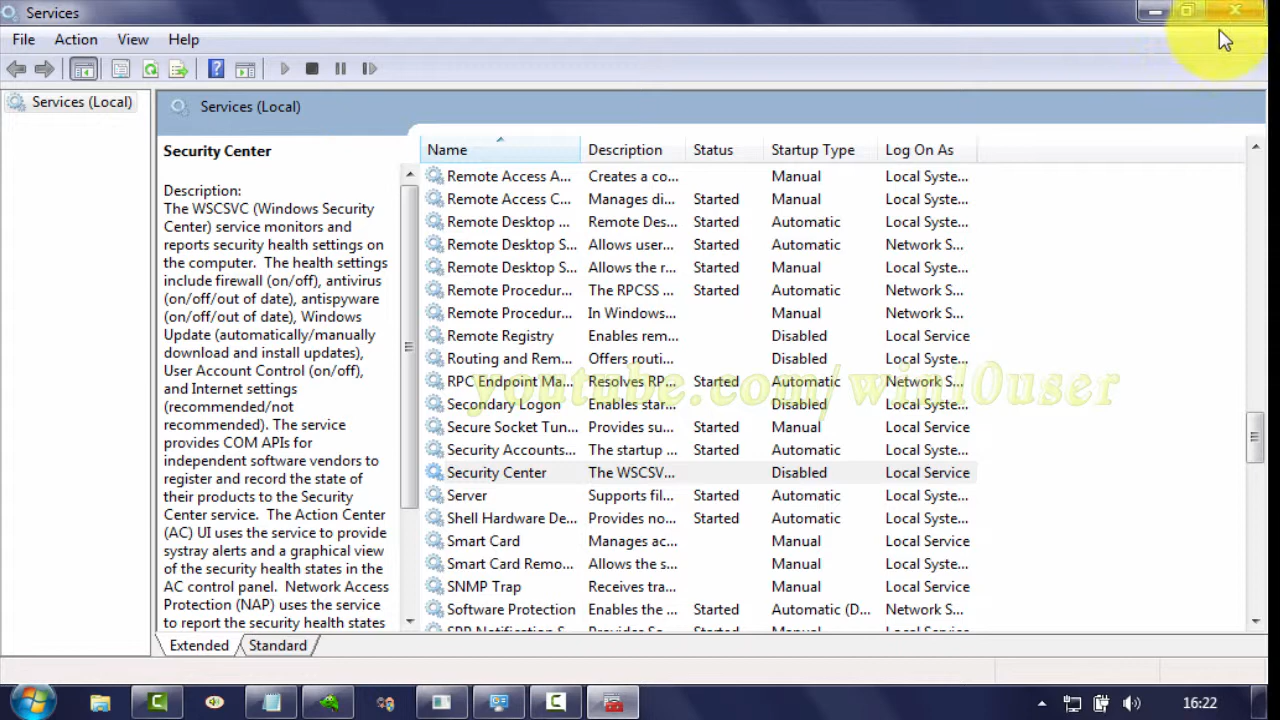 Services
File Action View Help
Services (Local)
Services (Local)
Security Center
Description:
The WSCSVC (Windows Security
Center) service monitors and
reports security health settings on
the computer. The health settings
include firewall (on/off), antivirus
(on/off/out of date), antispyware
(on/off/out of date), Windows
Update (automatically/manually
download and install updates),
User Account Control (on/off),
and Internet settings
(recommended/not
recommended). The service
provides COM APIs for
independent software vendors to
register and record the state of
their products to the Security
Center service. The Action Center
(AC) UI uses the service to provide
systray alerts and a graphical view
of the security health states in the
AC control panel. Network Access
Protection (NAP) uses the service
to report the security health states
Name Description Status Startup Type Log On As
Remote Access A... Creates a co... Manual Local Syste...
Remote Access C... Manages di... Started Manual Local Syste...
Remote Desktop ... Remote Des... Started Automatic Local Syste...
Remote Desktop S... Allows user... Started Automatic Network S...
Remote Desktop S... Allows the r... Started Manual Local Syste...
Remote Procedur... The RPCSS ... Started Automatic Network S...
Remote Procedur... In Windows... Manual Network S...
Remote Registry Enables rem... Disabled Local Service
Routing and Rem... Offers routi... Disabled Local Syste...
RPC Endpoint Ma... Resolves RP... Started Automatic Network S...
Secondary Logon Enables star... Disabled Local Syste...
Secure Socket Tun... Provides su... Started Manual Local Service
Security Accounts... The startup ... Started Automatic Local Syste...
Security Center The WSCSV... Disabled Local Service
Server Supports fil... Started Automatic Local Syste...
Shell Hardware De... Provides no... Started Automatic Local Syste...
Smart Card Manages ac... Manual Local Service
Smart Card Remo... Allows the s... Manual Local Syste...
SNMP Trap Receives tra... Manual Local Service
Software Protection Enables the ... Started Automatic (D... Network S...
SPP Notification S... Provides So... Started Manual Local Service
youtube.com/win10user
Extended Standard
16:22